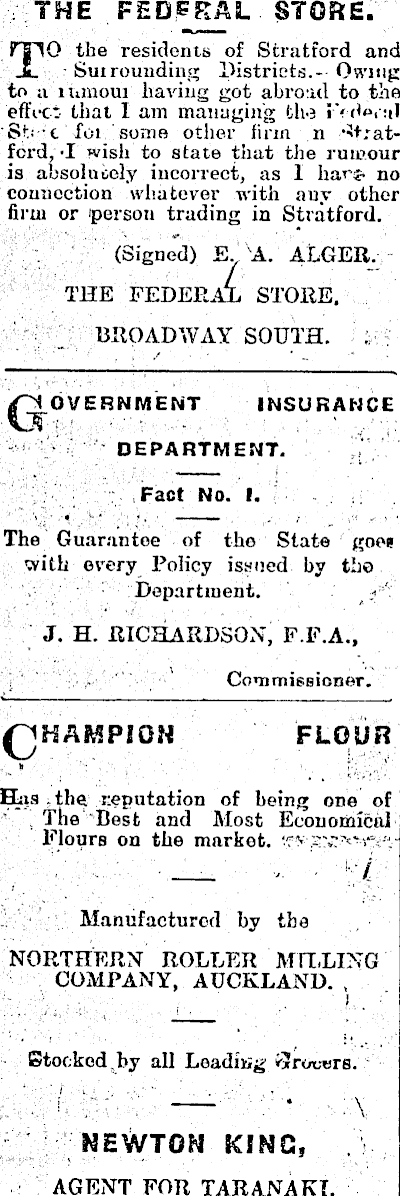 THE FEDERAL STORE.
TO the residents of Stratford and
Surrounding Districts.- Owing
to a rumour having got abroad to the
effect that I am managing the Federal
Store for some other firm in Strat-
ford, I wish to state that the rumour
is absolutely incorrect, as I have no
connection whatever with any other
firm or person trading in Stratford.
(Signed) E. A. ALGER.
THE FEDERAL STORE,
BROADWAY SOUTH.
GOVERNMENT INSURANCE
DEPARTMENT.
Fact No. 1.
The Guarantee of the State goes
with every Policy issued by the
Department.
J. H. RICHARDSON, F.F.A.,
Commissioner.
CHAMPION FLOUR
Has the reputation of being one of
The Best and Most Economical
Flours on the market.
Manufactured by the
NORTHERN ROLLER MILLING
COMPANY, AUCKLAND.
Stocked by all Leading Grocers.
NEWTON KING,
AGENT FOR TARANAKI.